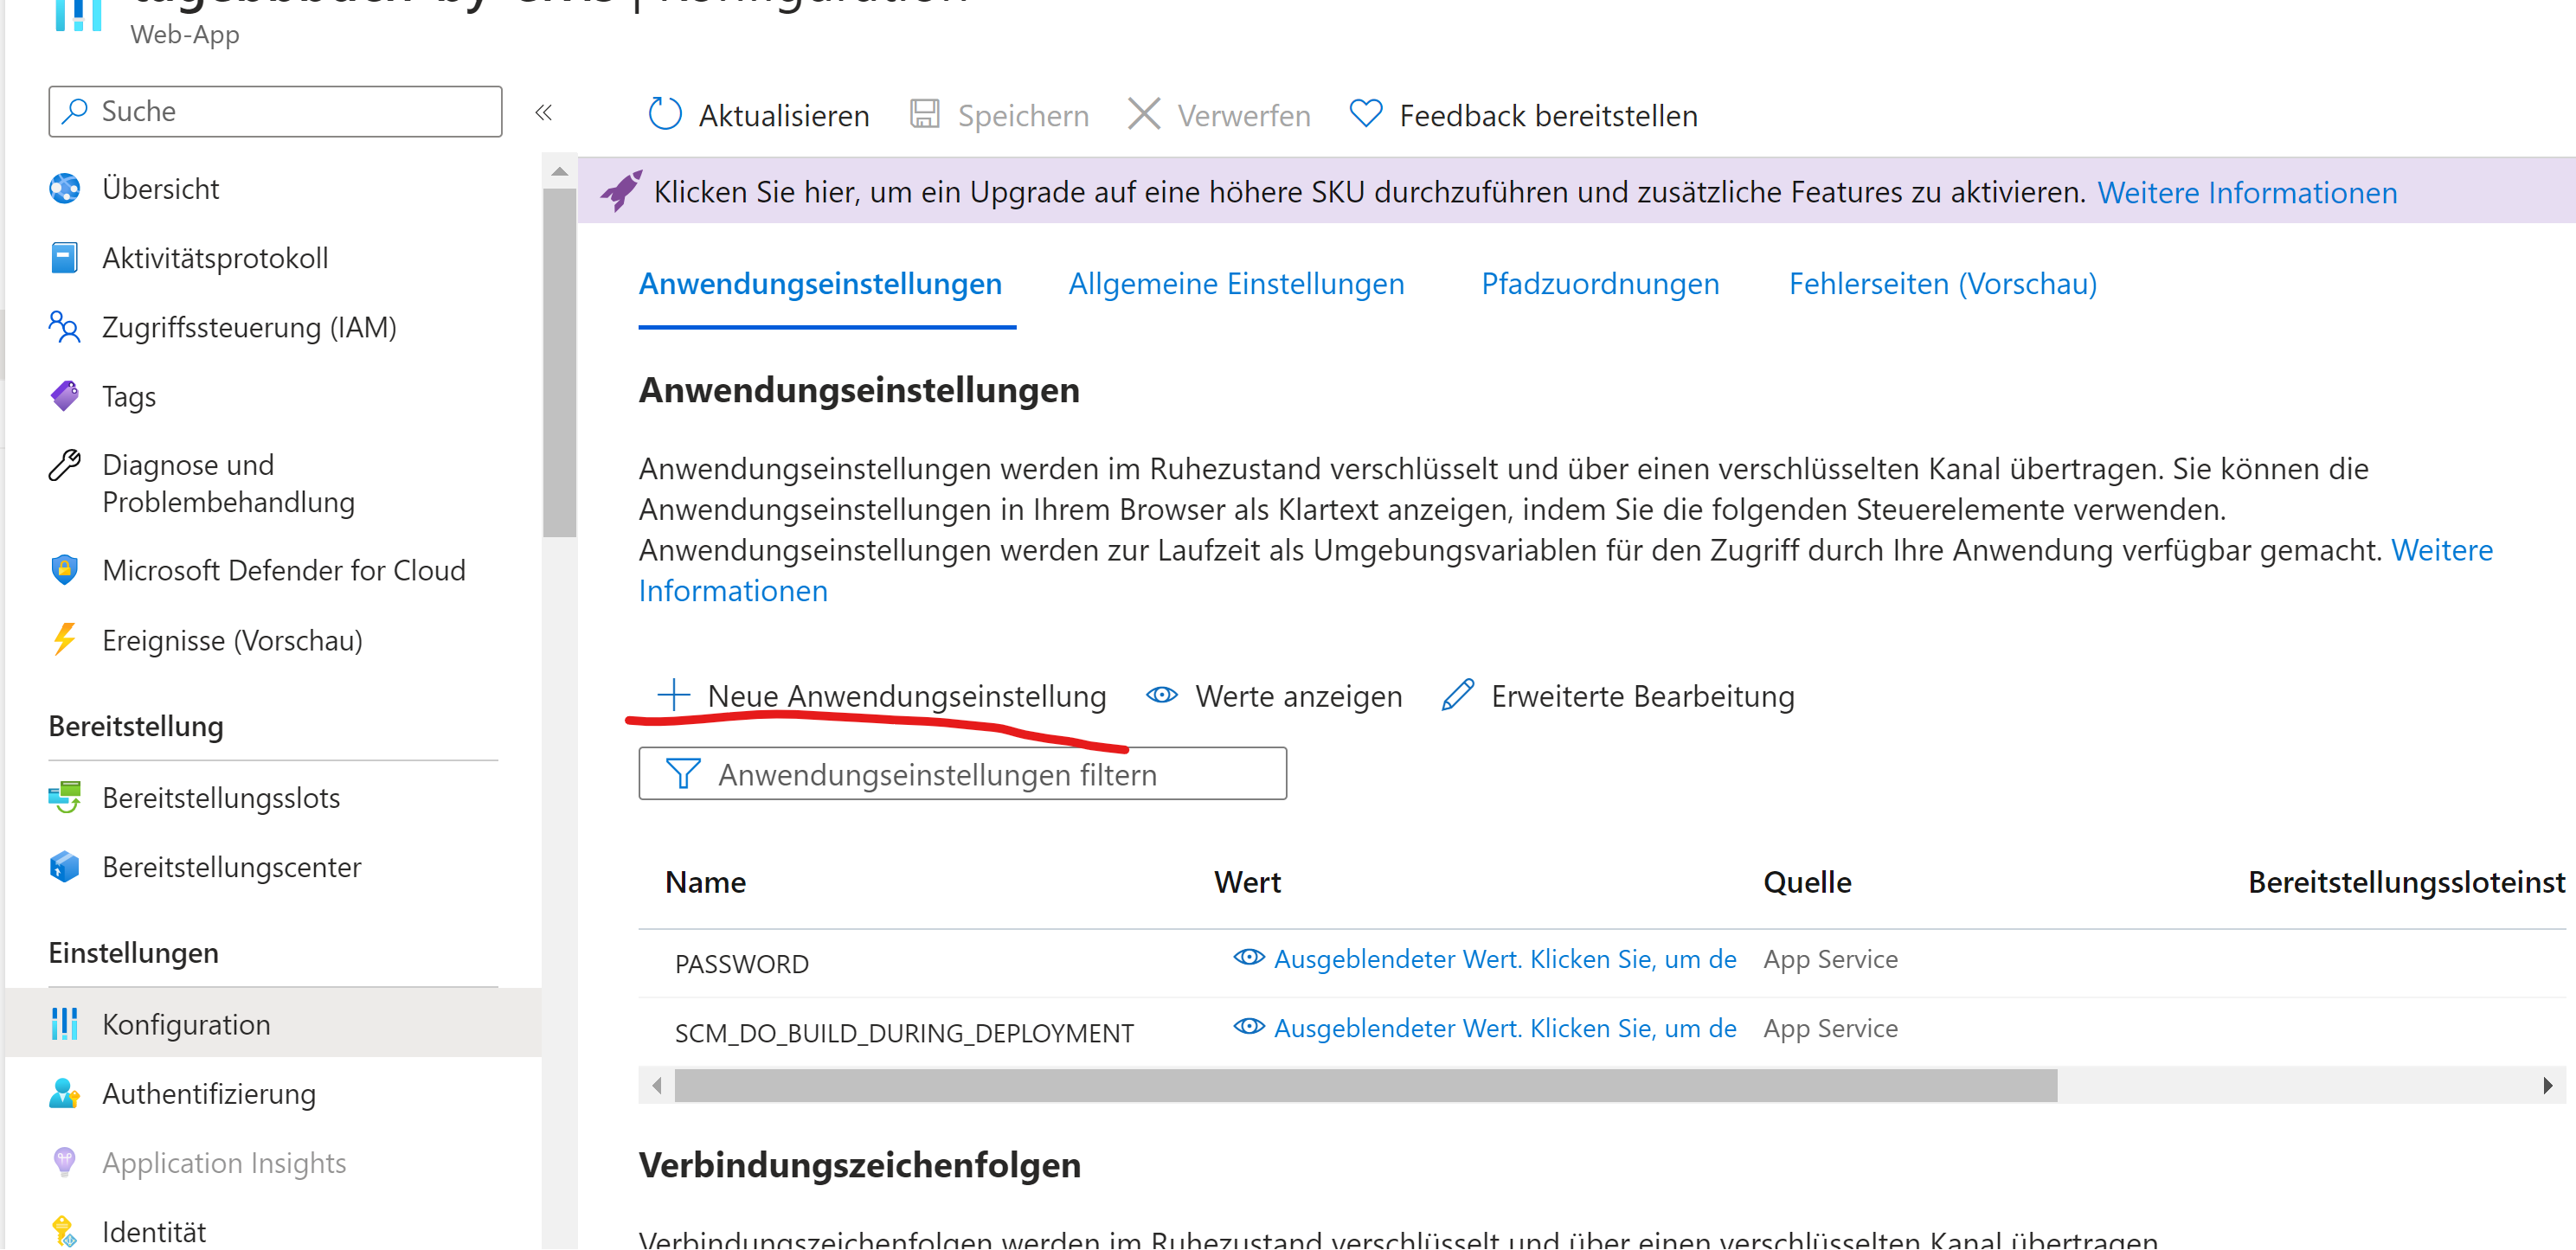 Konfiguration
Web-App
Suche
«
Aktualisieren
Speichern
Verwerfen
Feedback bereitstellen
Übersicht
Aktivitätsprotokoll
Zugriffssteuerung (IAM)
Tags
Diagnose und
Problembehandlung
Microsoft Defender for Cloud
Ereignisse (Vorschau)
Bereitstellung
Bereitstellungsslots
Bereitstellungscenter
Einstellungen
Konfiguration
Authentifizierung
Application Insights
Identität
Klicken Sie hier, um ein Upgrade auf eine höhere SKU durchzuführen und zusätzliche Features zu aktivieren. Weitere Informationen
Anwendungseinstellungen
Allgemeine Einstellungen
Pfadzuordnungen
Fehlerseiten (Vorschau)
Anwendungseinstellungen
Anwendungseinstellungen werden im Ruhezustand verschlüsselt und über einen verschlüsselten Kanal übertragen. Sie können die
Anwendungseinstellungen in Ihrem Browser als Klartext anzeigen, indem Sie die folgenden Steuerelemente verwenden.
Anwendungseinstellungen werden zur Laufzeit als Umgebungsvariablen für den Zugriff durch Ihre Anwendung verfügbar gemacht. Weitere
Informationen
Neue Anwendungseinstellung
Werte anzeigen
Erweiterte Bearbeitung
Anwendungseinstellungen filtern
Name Wert Quelle Bereitstellungssloteinst
PASSWORD Ausgeblendeter Wert. Klicken Sie, um de App Service
SCM_DO_BUILD_DURING_DEPLOYMENT Ausgeblendeter Wert. Klicken Sie, um de App Service
Verbindungszeichenfolgen
Verbindungszeichenfolgen werden im Ruhezustand verschlüsselt und über einen verschlüsselten Kanal übertragen